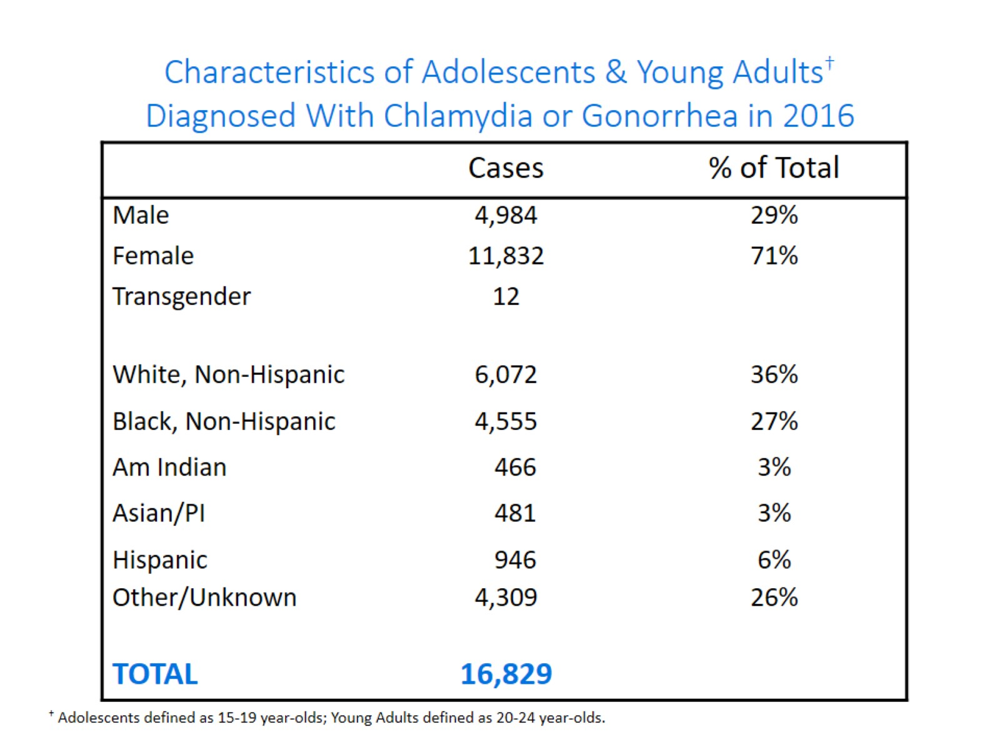 Characteristics of Adolescents & Young Adults†
Diagnosed With Chlamydia or Gonorrhea in 2016
Cases % of Total
Male 4,984 29%
Female 11,832 71%
Transgender 12
White, Non-Hispanic 6,072 36%
Black, Non-Hispanic 4,555 27%
Am Indian 466 3%
Asian/PI 481 3%
Hispanic 946 6%
Other/Unknown 4,309 26%
TOTAL 16,829
† Adolescents defined as 15-19 year-olds; Young Adults defined as 20-24 year-olds.